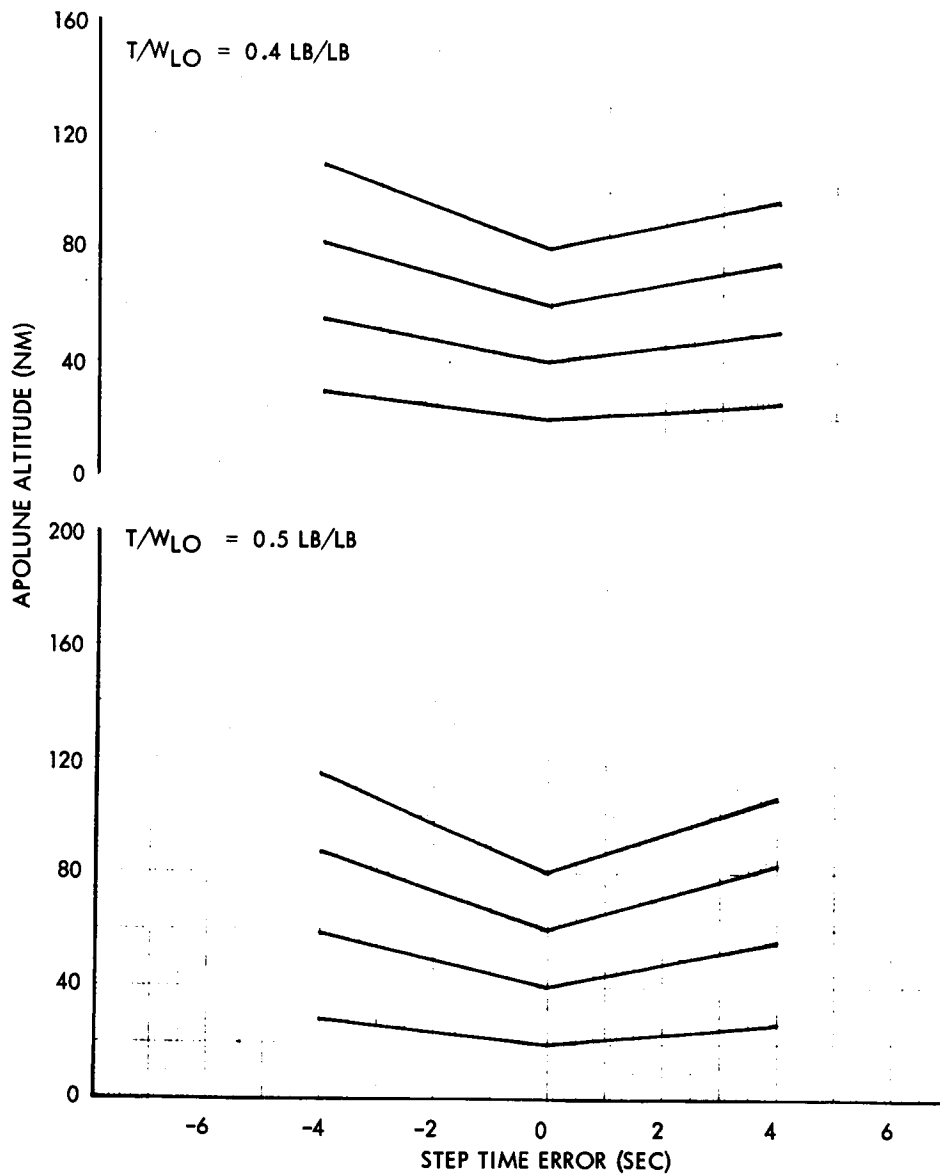 160
T/WLO = 0.4 LB/LB
120
80
40
0
APOLUNE ALTITUDE (NM)
200
T/WLO = 0.5 LB/LB
160
120
80
40
0
-6 -4 -2 0 2 4 6
STEP TIME ERROR (SEC)